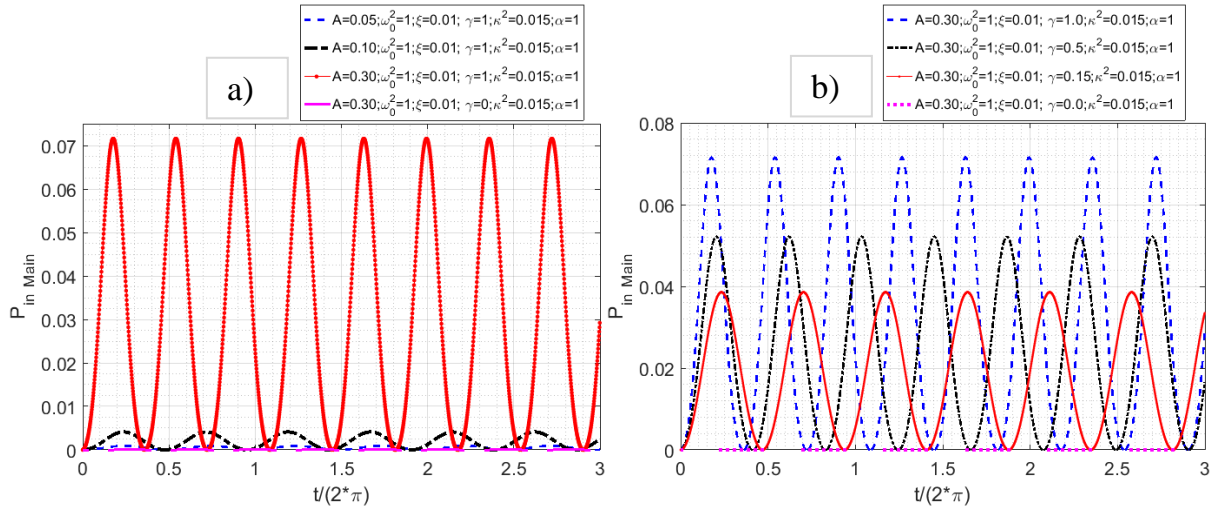 A=0.05;ω₀²=1;ξ=0.01; γ=1;κ²=0.015;α=1
A=0.10;ω₀²=1;ξ=0.01; γ=1;κ²=0.015;α=1
A=0.30;ω₀²=1;ξ=0.01; γ=1;κ²=0.015;α=1
A=0.30;ω₀²=1;ξ=0.01; γ=0;κ²=0.015;α=1
a)
0.07
0.06
0.05
0.04
0.03
0.02
0.01
0
P in Main
0 0.5 1 1.5 2 2.5 3
t/(2*π)
A=0.30;ω₀²=1;ξ=0.01; γ=1.0;κ²=0.015;α=1
A=0.30;ω₀²=1;ξ=0.01; γ=0.5;κ²=0.015;α=1
A=0.30;ω₀²=1;ξ=0.01; γ=0.15;κ²=0.015;α=1
A=0.30;ω₀²=1;ξ=0.01; γ=0.0;κ²=0.015;α=1
b)
0.08
0.06
0.04
0.02
0
P in Main
0 0.5 1 1.5 2 2.5 3
t/(2*π)